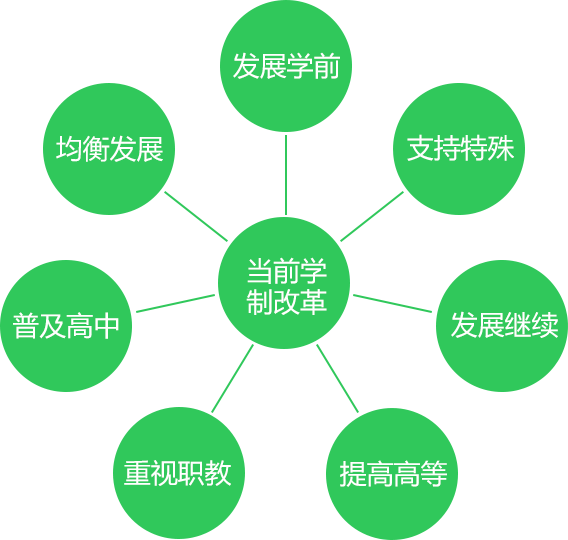 发展学前
均衡发展
支持特殊
当前学
制改革
普及高中
发展继续
重视职教
提高高等